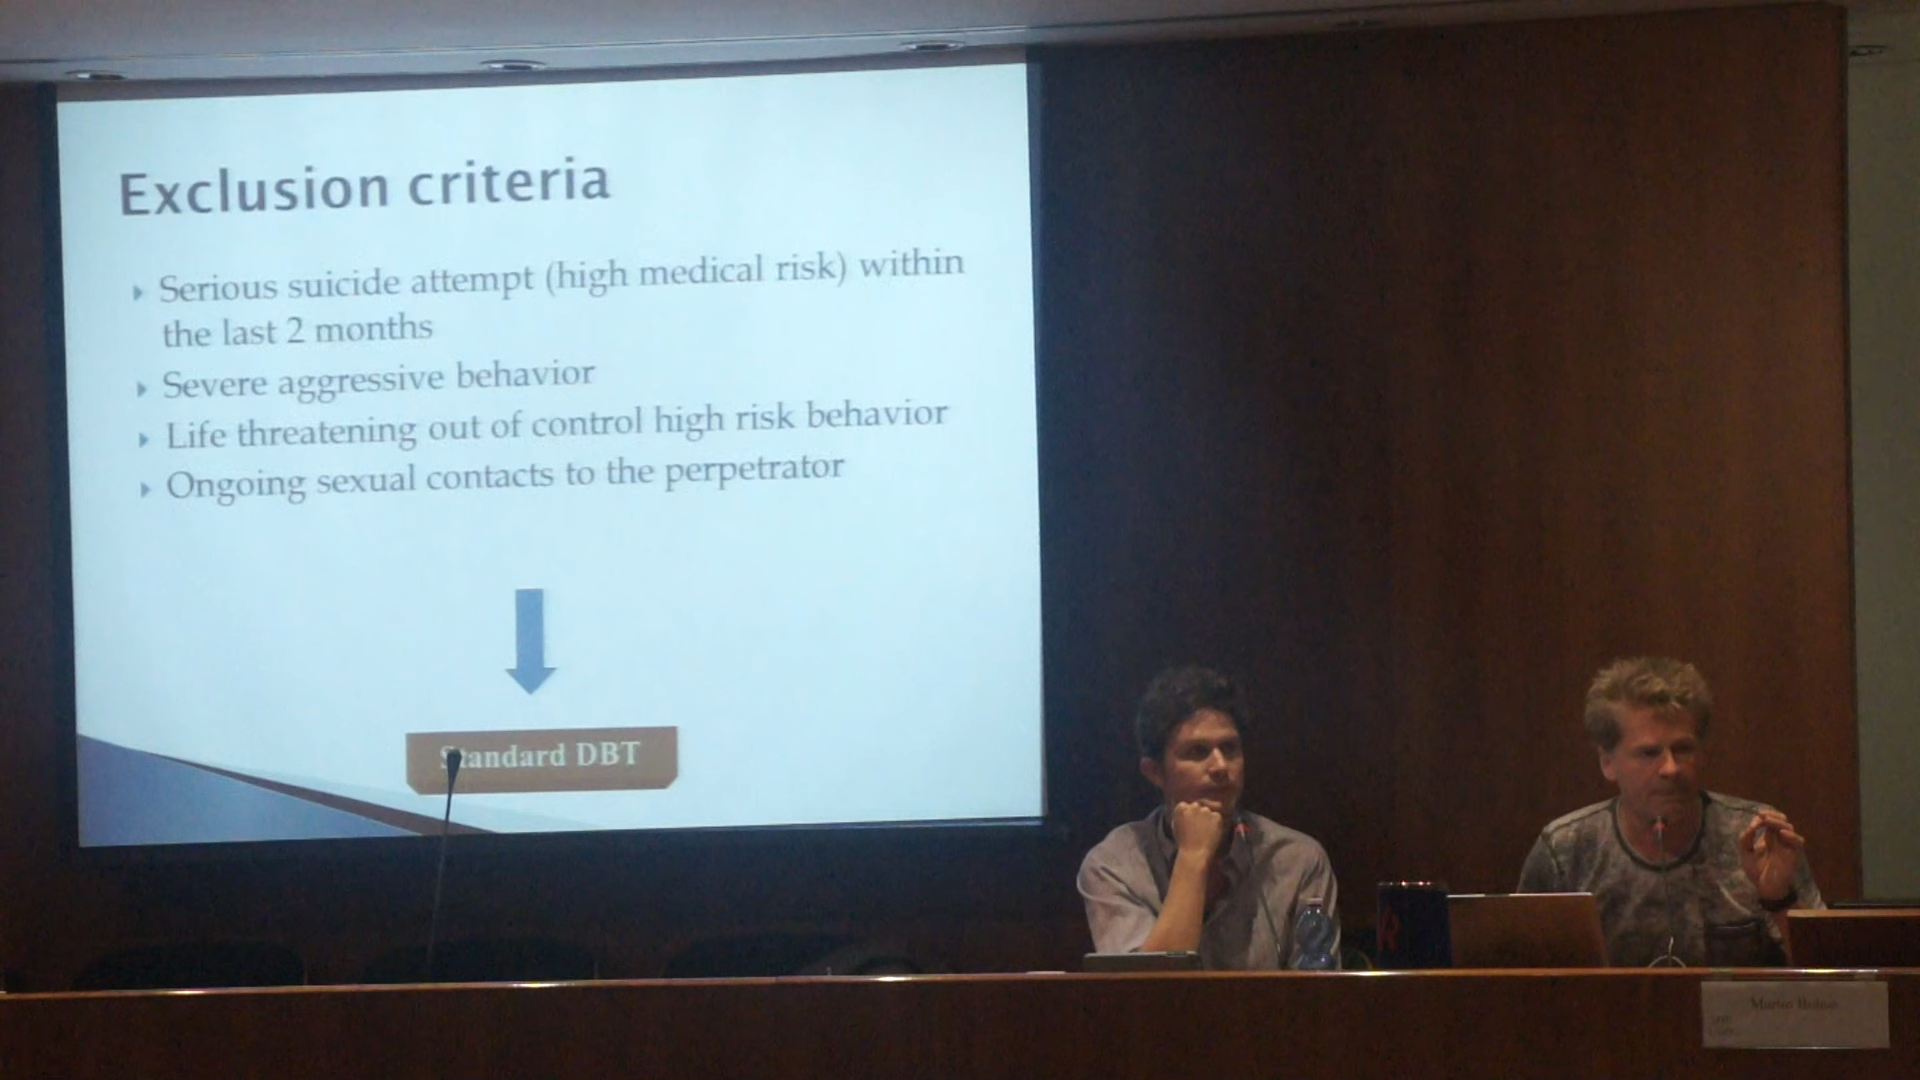 Exclusion criteria
Serious suicide attempt (high medical risk) within
the last 2 months
Severe aggressive behavior
Life threatening out of control high risk behavior
Ongoing sexual contacts to the perpetrator
Standard DBT
Martin